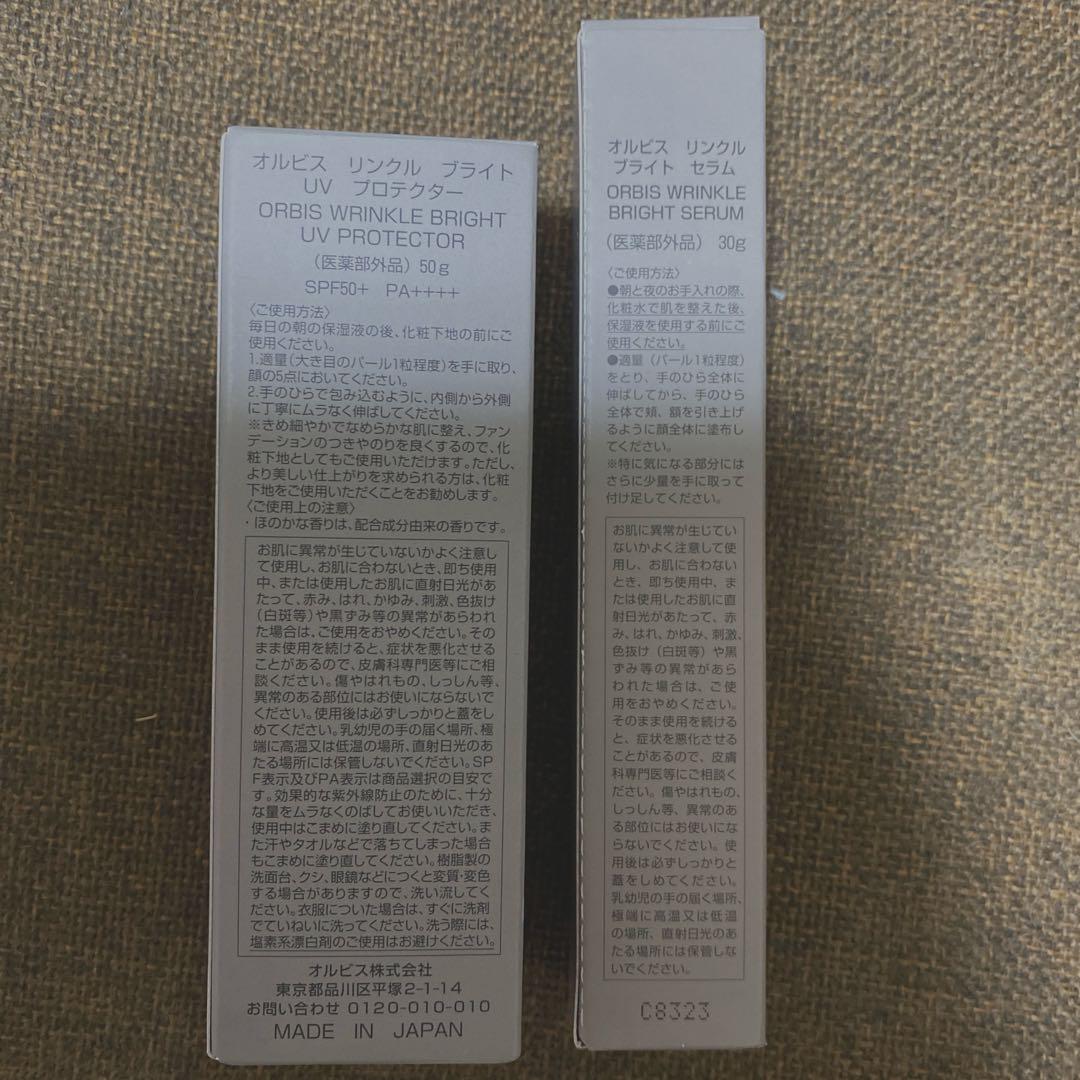 オルビス リンクル ブライト
UV プロテクター
ORBIS WRINKLE BRIGHT
UV PROTECTOR
（医薬部外品）50g
SPF50+ PA++++
〈ご使用方法〉
毎日の朝の保湿液の後、化粧下地の前にご
使用ください。
1.適量（大き目のパール1粒程度）を手に取り、
顔の5点においてください。
2.手のひらで包み込むように、内側から外側
に丁寧にムラなく伸ばしてください。
※きめ細やかでなめらかな肌に整え、ファン
デーションのつきやのりを良くするので、化
粧下地としてもご使用いただけます。ただし、
より美しい仕上がりを求められる方は、化粧
下地をご使用いただくことをお勧めします。
〈ご使用上の注意〉
・ほのかな香りは、配合成分由来の香りです。
お肌に異常が生じていないかよく注意し
て使用し、お肌に合わないとき、即ち使用
中、または使用したお肌に直射日光があ
たって、赤み、はれ、かゆみ、刺激、色抜け
（白斑等）や黒ずみ等の異常があらわれ
た場合は、ご使用をおやめください。その
まま使用を続けると、症状を悪化させる
ことがあるので、皮膚科専門医等にご相
談ください。傷やはれもの、しっしん等、
異常のある部位にはお使いにならないで
ください。使用後は必ずしっかりと蓋をし
めてください。乳幼児の手の届く場所、極
端に高温又は低温の場所、直射日光のあ
たる場所には保管しないでください。SP
F表示及びPA表示は商品選択の目安で
す。効果的な紫外線防止のために、十分
な量をムラなくのばしてお使いいただき、
使用中はこまめに塗り直してください。ま
た汗やタオルなどで落ちてしまった場合
もこまめに塗り直してください。樹脂製の
洗面台、クシ、眼鏡などにつくと変質・変色
する場合がありますので、洗い流してく
ださい。衣服についた場合は、すぐに洗剤
でていねいに洗ってください。洗う際には、
塩素系漂白剤のご使用はお避けください。
オルビス株式会社
東京都品川区平塚2-1-14
お問い合わせ 0120-010-010
MADE IN JAPAN
オルビス リンクル
ブライト セラム
ORBIS WRINKLE
BRIGHT SERUM
（医薬部外品） 30g
〈ご使用方法〉
●朝と夜のお手入れの際、
化粧水で肌を整えた後、
保湿液を使用する前にご
使用ください。
●適量（パール1粒程度）
をとり、手のひら全体に
伸ばしてから、手のひら
全体で頬、額を引き上げ
るように顔全体に塗布し
てください。
※特に気になる部分には
さらに少量を手に取って
付け足してください。
お肌に異常が生じてい
ないかよく注意して使
用し、お肌に合わない
とき、即ち使用中、ま
たは使用したお肌に直
射日光があたって、赤
み、はれ、かゆみ、刺激、
色抜け（白斑等）や黒
ずみ等の異常があら
われた場合は、ご使
用をおやめください。
そのまま使用を続ける
と、症状を悪化させる
ことがあるので、皮膚
科専門医等にご相談く
ださい。傷やはれもの、
しっしん等、異常のあ
る部位にはお使いにな
らないでください。使
用後は必ずしっかりと
蓋をしめてください。
乳幼児の手の届く場所、
極端に高温又は低温
の場所、直射日光のあ
たる場所には保管しな
いでください。
C8323